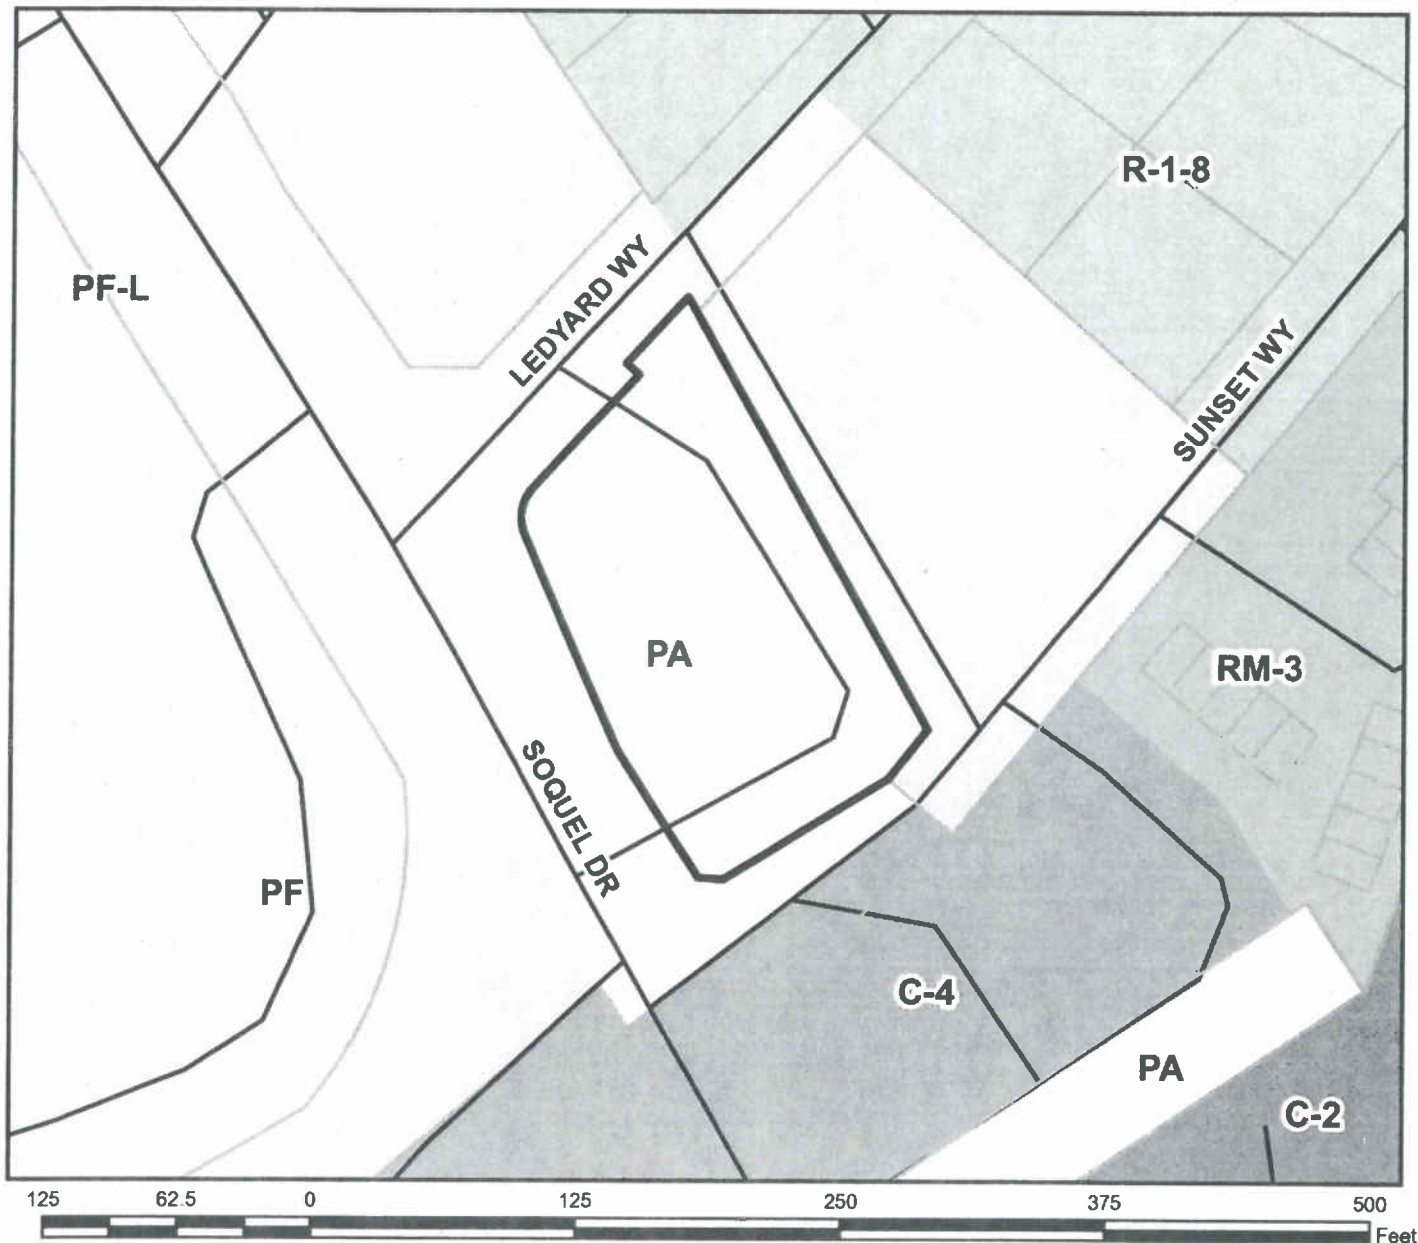 R-1-8
PF-L
LEDYARD WY
SUNSET WY
PA
RM-3
SOQUEL DR
PF
C-4
PA
C-2
125 62.5 0 125 250 375 500
Feet